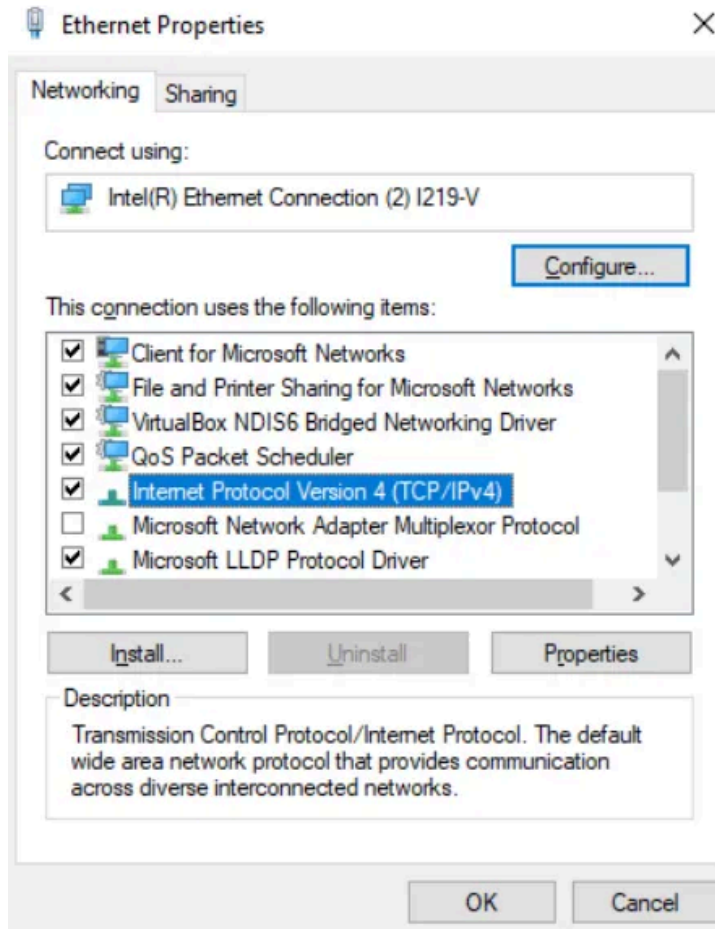 Ethernet Properties
Networking
Sharing
Connect using:
Intel(R) Ethernet Connection (2) I219-V
Configure...
This connection uses the following items:
Client for Microsoft Networks
File and Printer Sharing for Microsoft Networks
VirtualBox NDIS6 Bridged Networking Driver
QoS Packet Scheduler
Internet Protocol Version 4 (TCP/IPv4)
Microsoft Network Adapter Multiplexor Protocol
Microsoft LLDP Protocol Driver
Install...
Uninstall
Properties
Description
Transmission Control Protocol/Internet Protocol. The default
wide area network protocol that provides communication
across diverse interconnected networks.
OK
Cancel